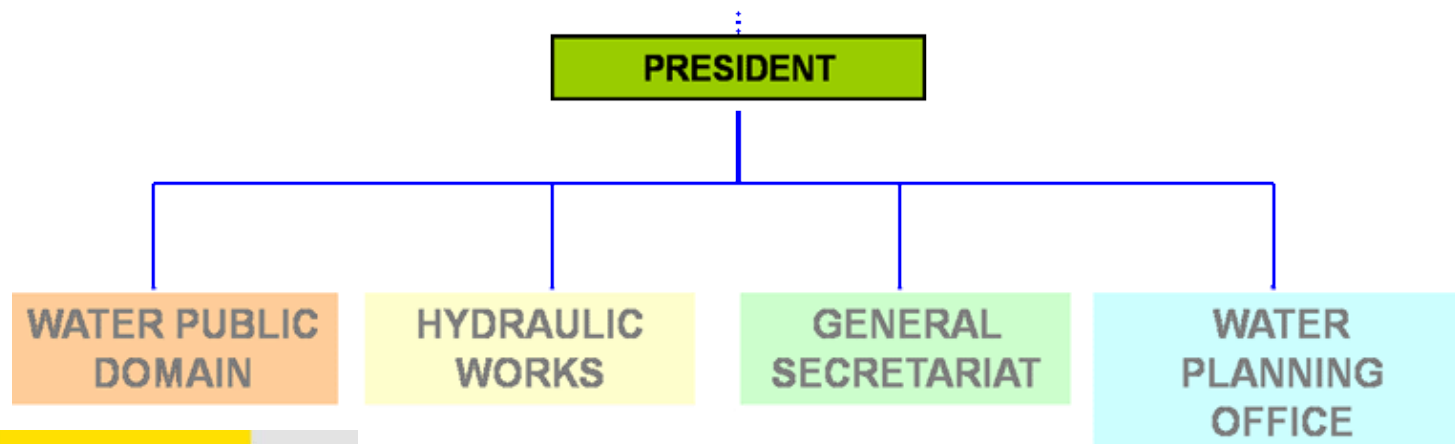 PRESIDENT
WATER PUBLIC
DOMAIN
HYDRAULIC
WORKS
GENERAL
SECRETARIAT
WATER
PLANNING
OFFICE